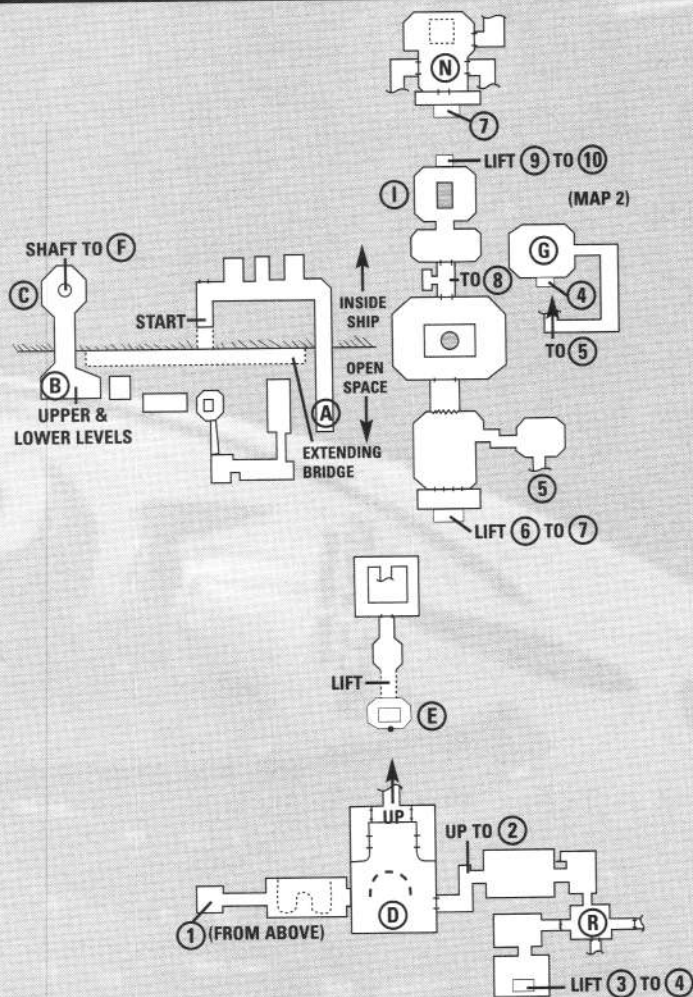 N
7
LIFT 9 TO 10
I
(MAP 2)
SHAFT TO F
G
C
TO 8
4
INSIDE
SHIP
START
TO 5
OPEN
SPACE
B
A
UPPER &
LOWER LEVELS
EXTENDING
BRIDGE
5
LIFT 6 TO 7
LIFT
E
UP
UP TO 2
D
R
1 (FROM ABOVE)
LIFT 3 TO 4